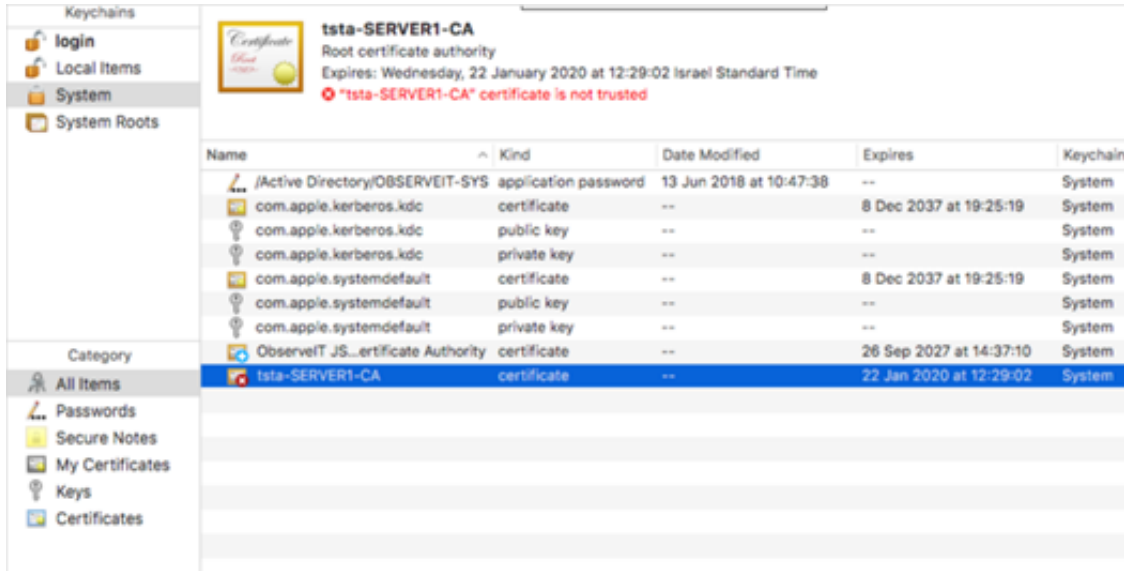 Keychains
login
Local Items
System
System Roots
Certificate
Root
tsta-SERVER1-CA
Root certificate authority
Expires: Wednesday, 22 January 2020 at 12:29:02 Israel Standard Time
"tsta-SERVER1-CA" certificate is not trusted
Name Kind Date Modified Expires Keychain
/Active Directory/OBSERVEIT-SYS application password 13 Jun 2018 at 10:47:38 -- System
com.apple.kerberos.kdc certificate -- 8 Dec 2037 at 19:25:19 System
com.apple.kerberos.kdc public key -- -- System
com.apple.kerberos.kdc private key -- -- System
com.apple.systemdefault certificate -- 8 Dec 2037 at 19:25:19 System
com.apple.systemdefault public key -- -- System
com.apple.systemdefault private key -- -- System
ObserveIT JS...ertificate Authority certificate -- 26 Sep 2027 at 14:37:10 System
tsta-SERVER1-CA certificate -- 22 Jan 2020 at 12:29:02 System
Category
All Items
Passwords
Secure Notes
My Certificates
Keys
Certificates